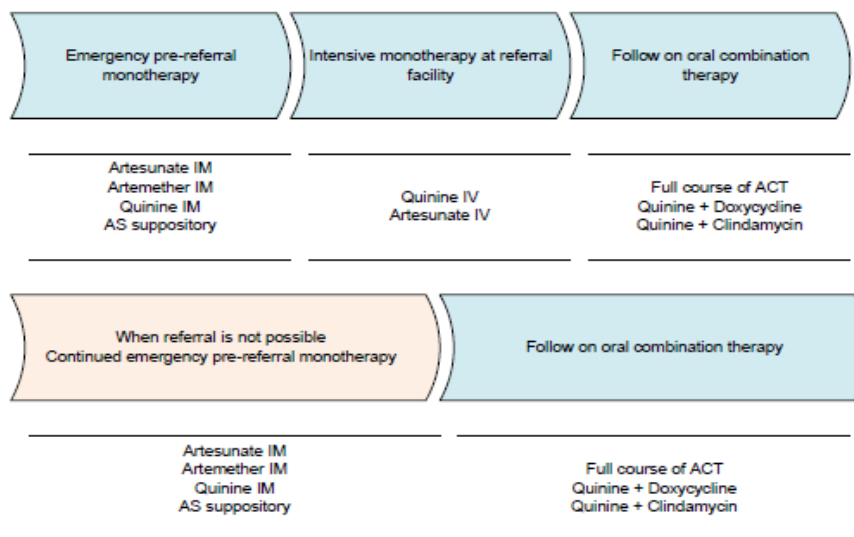 Emergency pre-referral
monotherapy
Intensive monotherapy at referral
facility
Follow on oral combination
therapy
Artesunate IM
Artemether IM
Quinine IM
AS suppository
Quinine IV
Artesunate IV
Full course of ACT
Quinine + Doxycycline
Quinine + Clindamycin
When referral is not possible
Continued emergency pre-referral monotherapy
Follow on oral combination therapy
Artesunate IM
Artemether IM
Quinine IM
AS suppository
Full course of ACT
Quinine + Doxycycline
Quinine + Clindamycin